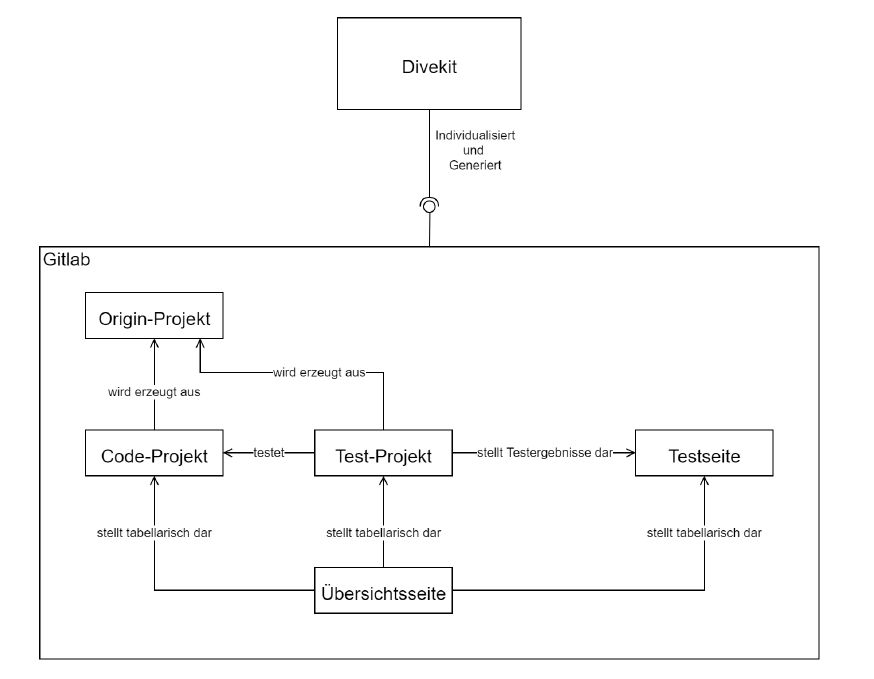 Divekit
Individualisiert
und
Generiert
Gitlab
Origin-Projekt
wird erzeugt aus
wird erzeugt aus
Code-Projekt
testet
Test-Projekt
stellt Testergebnisse dar
Testseite
stellt tabellarisch dar
stellt tabellarisch dar
stellt tabellarisch dar
Übersichtsseite